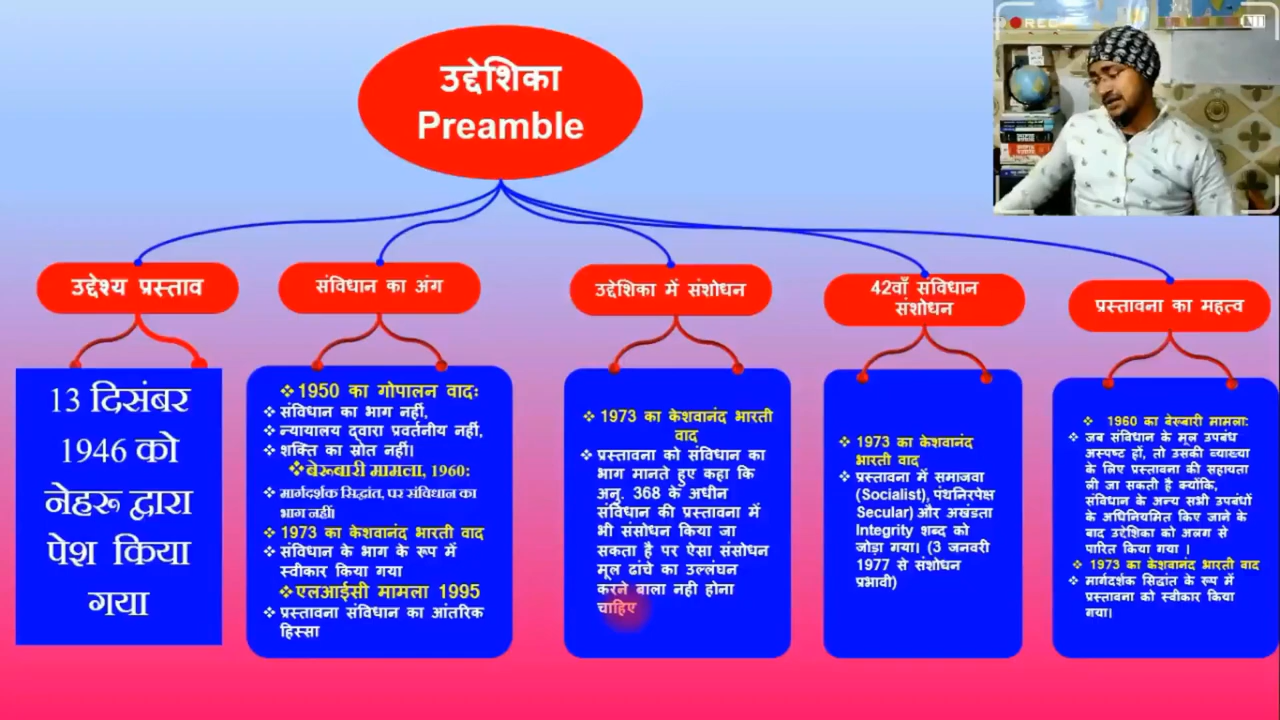 उद्देशिका
Preamble
REC
उद्देश्य प्रस्ताव
13 दिसंबर
1946 को
नेहरू द्वारा
पेश किया
गया
संविधान का अंग
❖1950 का गोपालन वादः
❖ संविधान का भाग नहीं,
❖ न्यायालय द्वारा प्रवर्तनीय नहीं,
❖ शक्ति का स्रोत नहीं।
❖बेरूबारी मामला, 1960:
❖ मार्गदर्शक सिद्धांत, पर संविधान का
भाग नहीं।
❖ 1973 का केशवानंद भारती वाद
❖ संविधान के भाग के रूप में
स्वीकार किया गया
❖एलआईसी मामला 1995
❖ प्रस्तावना संविधान का आंतरिक
हिस्सा
उद्देशिका में संशोधन
❖ 1973 का केशवानंद भारती
वाद
❖ प्रस्तावना को संविधान का
भाग मानते हुए कहा कि
अनु. 368 के अधीन
संविधान की प्रस्तावना में
भी संसोधन किया जा
सकता है पर ऐसा संसोधन
मूल ढांचे का उल्लंघन
करने बाला नही होना
चाहिए
42वाँ संविधान
संशोधन
❖ 1973 का केशवानंद
भारती वाद
❖ प्रस्तावना में समाजवा
(Socialist), पंथनिरपेक्ष
Secular) और अखंडता
Integrity शब्द को
जोड़ा गया। (3 जनवरी
1977 से संशोधन
प्रभावी)
प्रस्तावना का महत्व
❖ 1960 का बेरूबारी मामला:
❖ जब संविधान के मूल उपबंध
अस्पष्ट हों, तो उसकी व्याख्या
के लिए प्रस्तावना की सहायता
ली जा सकती है क्योंकि,
संविधान के अन्य सभी उपबंधों
के अधिनियमित किए जाने के
बाद उद्देशिका को अलग से
पारित किया गया ।
❖ 1973 का केशवानंद भारती वाद
❖ मार्गदर्शक सिद्धांत के रूप में
प्रस्तावना को स्वीकार किया
गया।